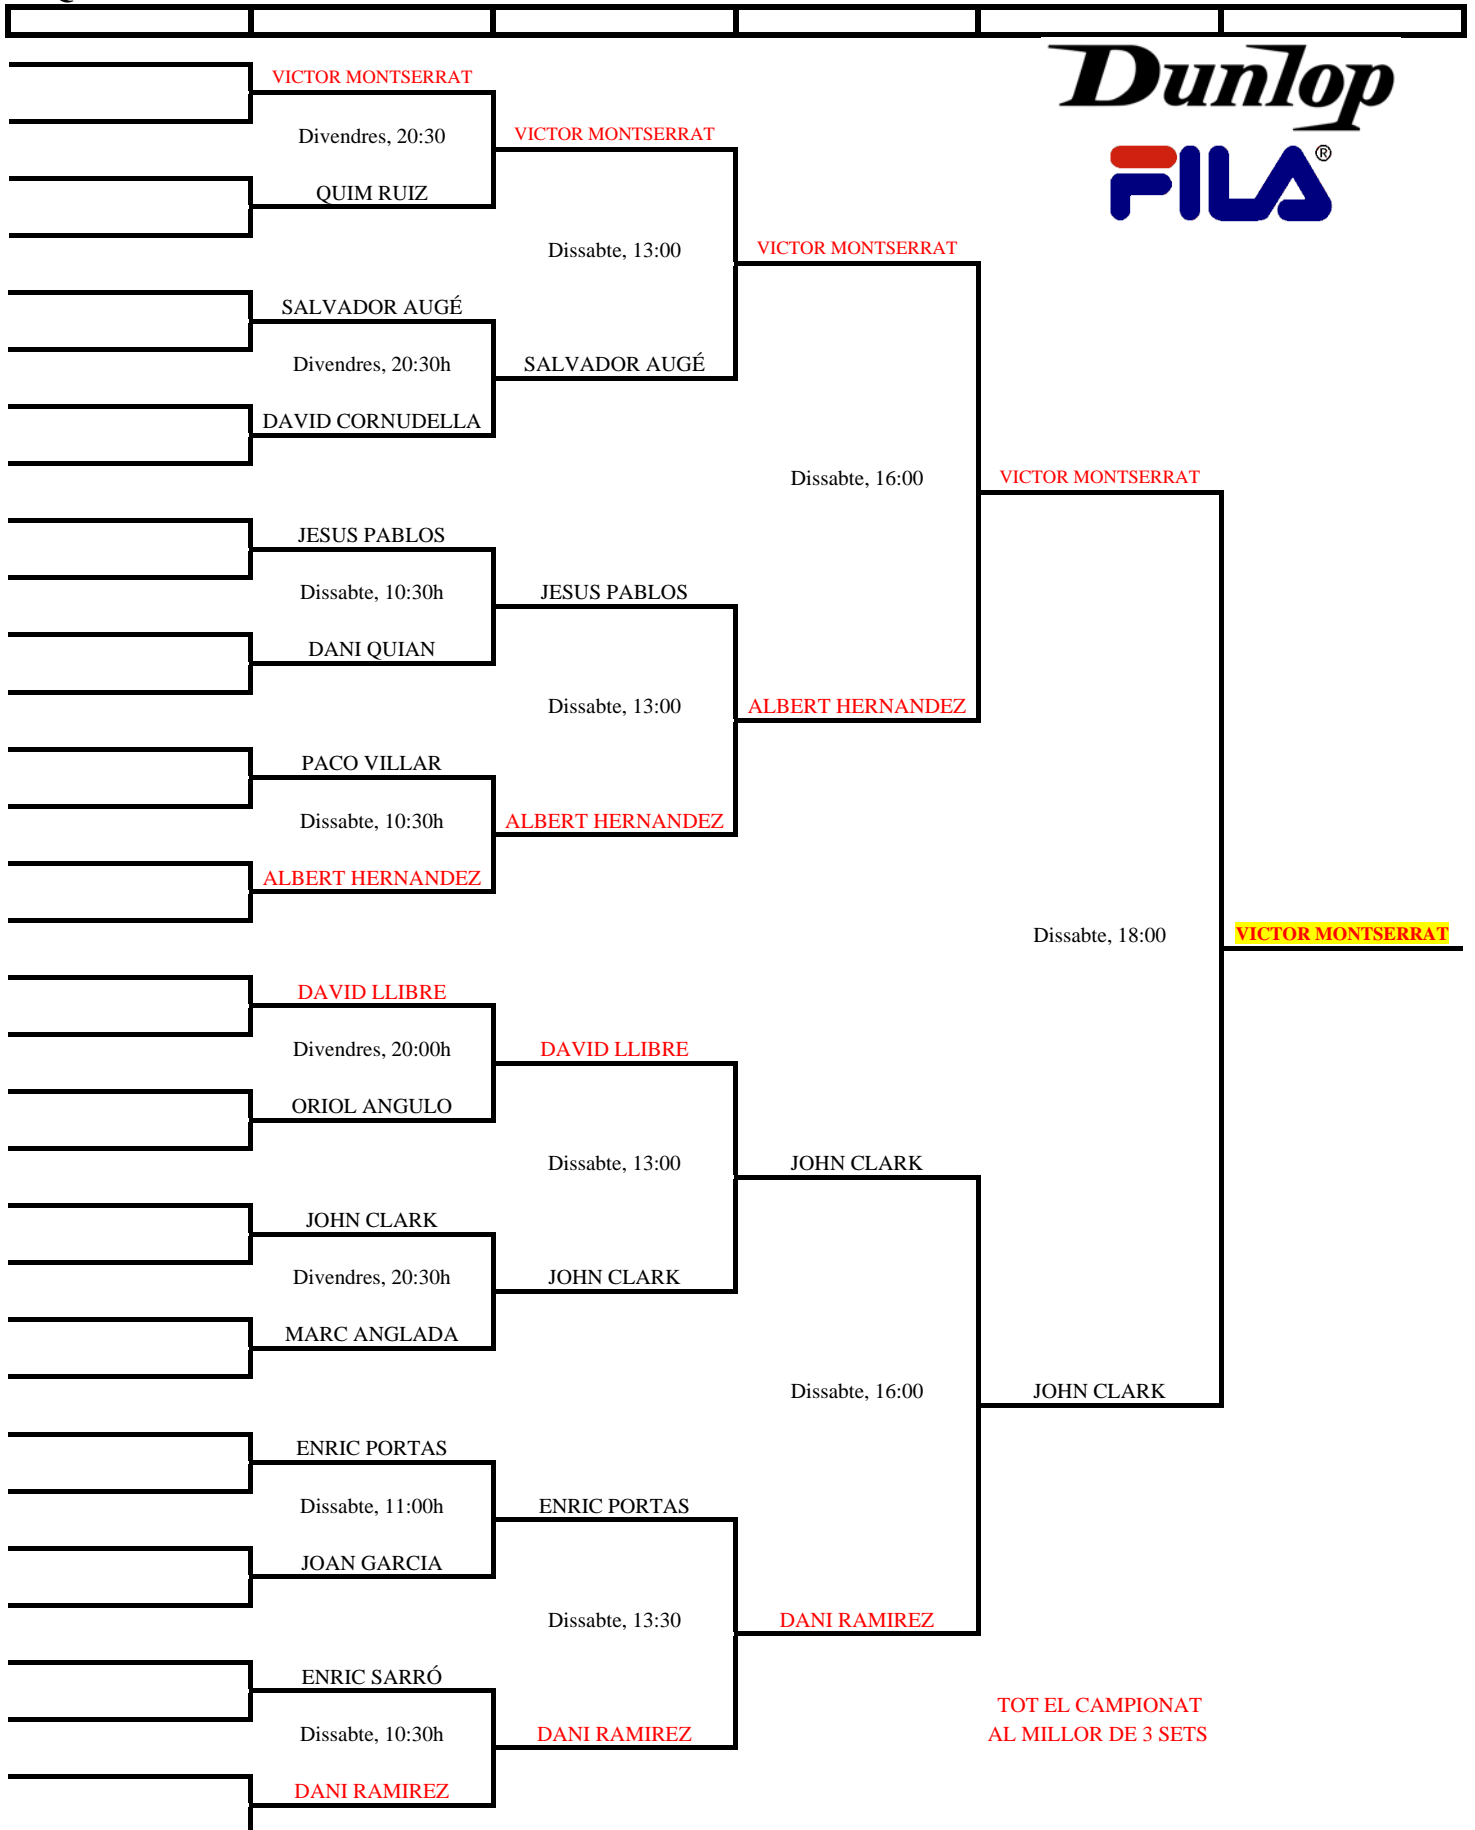 Dunlop
FILA®
VICTOR MONTSERRAT
Divendres, 20:30
VICTOR MONTSERRAT
QUIM RUIZ
Dissabte, 13:00
VICTOR MONTSERRAT
SALVADOR AUGÉ
Divendres, 20:30h
SALVADOR AUGÉ
DAVID CORNUDELLA
Dissabte, 16:00
VICTOR MONTSERRAT
JESUS PABLOS
Dissabte, 10:30h
JESUS PABLOS
DANI QUIAN
Dissabte, 13:00
ALBERT HERNANDEZ
PACO VILLAR
Dissabte, 10:30h
ALBERT HERNANDEZ
ALBERT HERNANDEZ
Dissabte, 18:00
VICTOR MONTSERRAT
DAVID LLIBRE
Divendres, 20:00h
DAVID LLIBRE
ORIOL ANGULO
Dissabte, 13:00
JOHN CLARK
JOHN CLARK
Divendres, 20:30h
JOHN CLARK
MARC ANGLADA
Dissabte, 16:00
JOHN CLARK
ENRIC PORTAS
Dissabte, 11:00h
ENRIC PORTAS
JOAN GARCIA
Dissabte, 13:30
DANI RAMIREZ
ENRIC SARRÓ
Dissabte, 10:30h
DANI RAMIREZ
DANI RAMIREZ
TOT EL CAMPIONAT
AL MILLOR DE 3 SETS